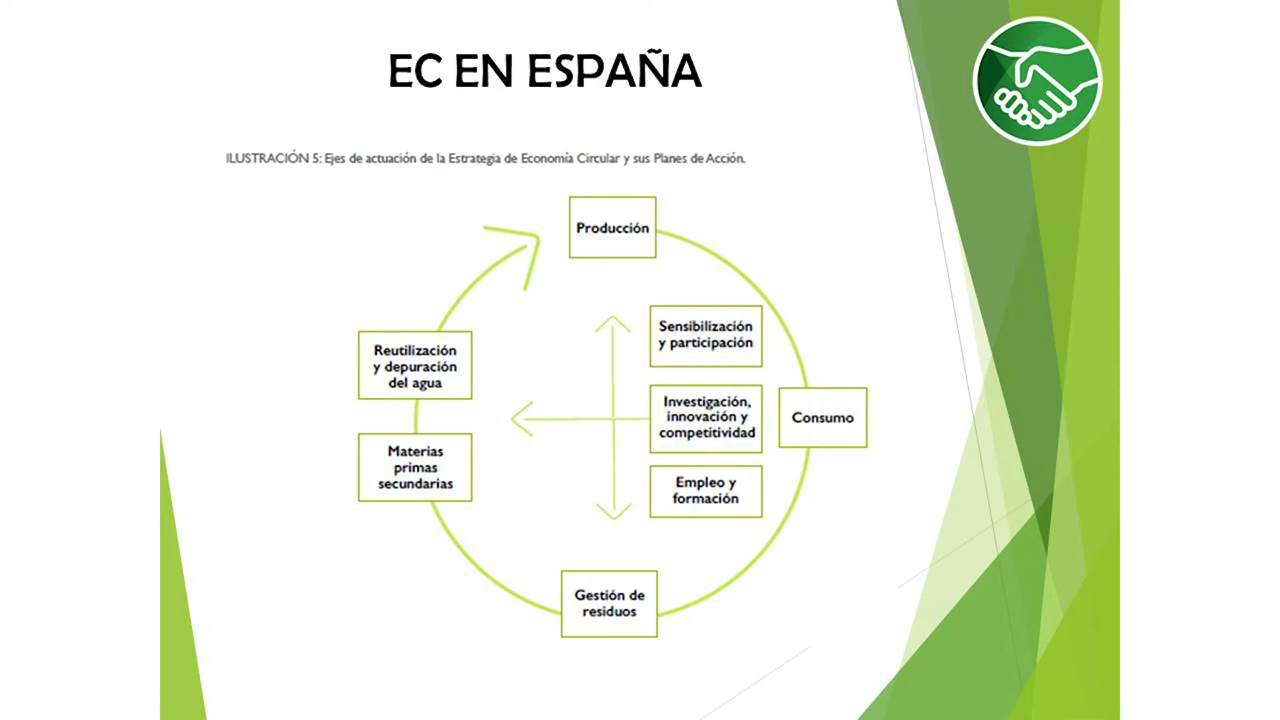 EC EN ESPAÑA
ILUSTRACIÓN 5: Ejes de actuación de la Estrategia de Economía Circular y sus Planes de Acción.
Producción
Sensibilización
y participación
Reutilización
y depuración
del agua
Investigación,
innovación y
competitividad
Consumo
Materias
primas
secundarias
Empleo y
formación
Gestión de
residuos